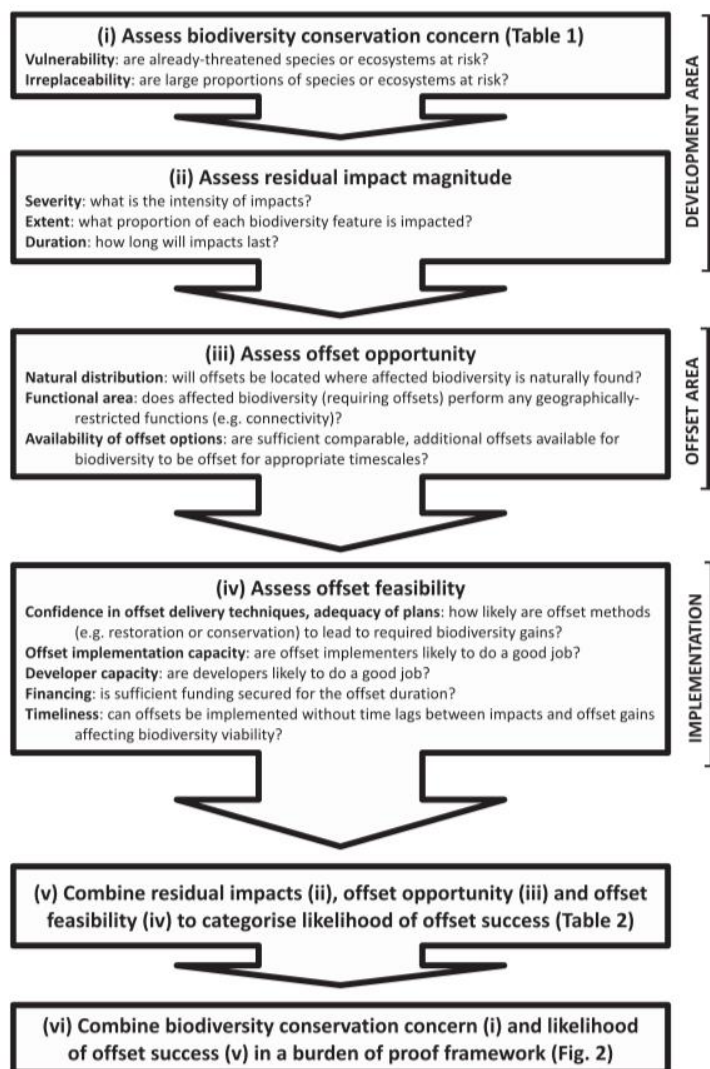 (i) Assess biodiversity conservation concern (Table 1)
Vulnerability: are already-threatened species or ecosystems at risk?
Irreplaceability: are large proportions of species or ecosystems at risk?
DEVELOPMENT AREA
(ii) Assess residual impact magnitude
Severity: what is the intensity of impacts?
Extent: what proportion of each biodiversity feature is impacted?
Duration: how long will impacts last?
(iii) Assess offset opportunity
Natural distribution: will offsets be located where affected biodiversity is naturally found?
Functional area: does affected biodiversity (requiring offsets) perform any geographically-
restricted functions (e.g. connectivity)?
Availability of offset options: are sufficient comparable, additional offsets available for
biodiversity to be offset for appropriate timescales?
OFFSET AREA
(iv) Assess offset feasibility
Confidence in offset delivery techniques, adequacy of plans: how likely are offset methods
(e.g. restoration or conservation) to lead to required biodiversity gains?
Offset implementation capacity: are offset implementers likely to do a good job?
Developer capacity: are developers likely to do a good job?
Financing: is sufficient funding secured for the offset duration?
Timeliness: can offsets be implemented without time lags between impacts and offset gains
affecting biodiversity viability?
IMPLEMENTATION
(v) Combine residual impacts (ii), offset opportunity (iii) and offset
feasibility (iv) to categorise likelihood of offset success (Table 2)
(vi) Combine biodiversity conservation concern (i) and likelihood
of offset success (v) in a burden of proof framework (Fig. 2)